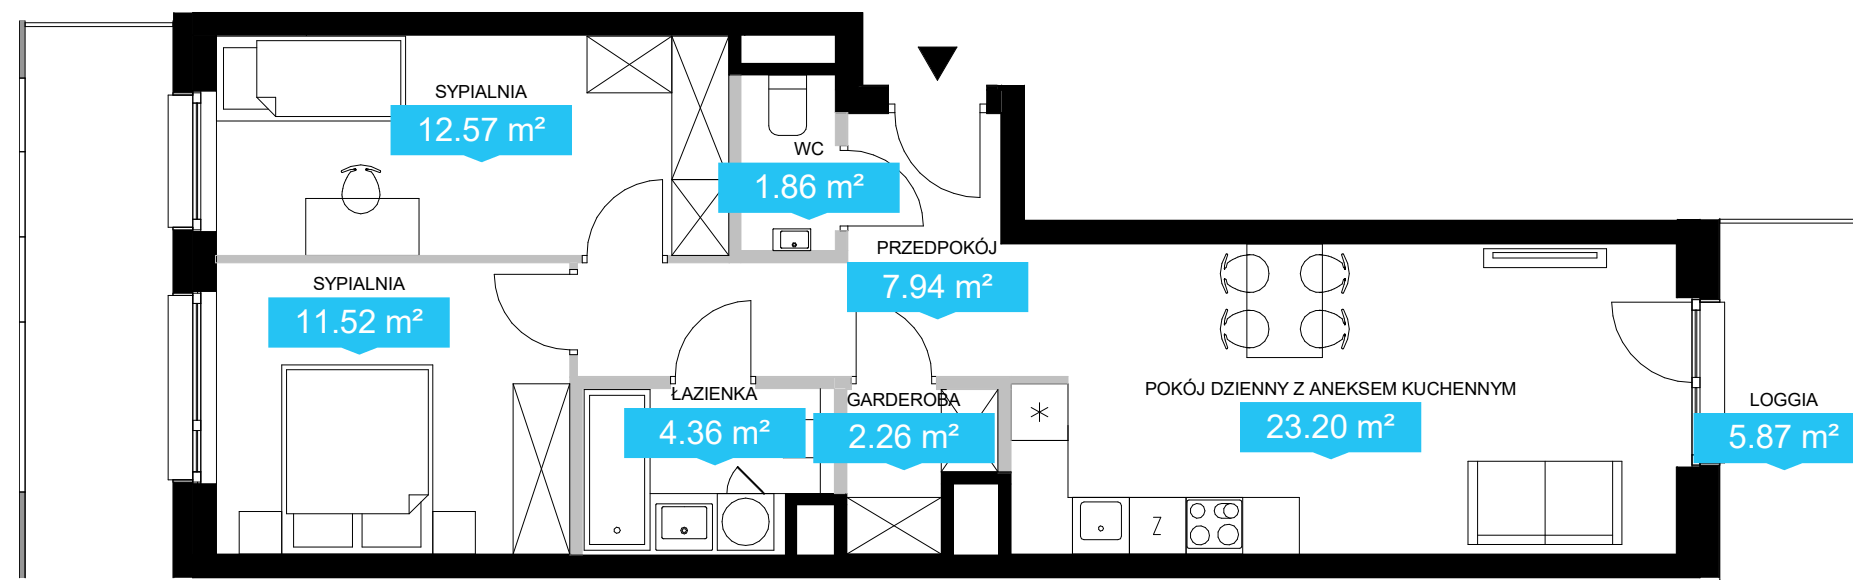 SYPIALNIA
12.57 m²
WC
1.86 m²
PRZEDPOKÓJ
7.94 m²
SYPIALNIA
11.52 m²
ŁAZIENKA
4.36 m²
GARDEROBA
2.26 m²
POKÓJ DZIENNY Z ANEKSEM KUCHENNYM
23.20 m²
LOGGIA
5.87 m²
Z